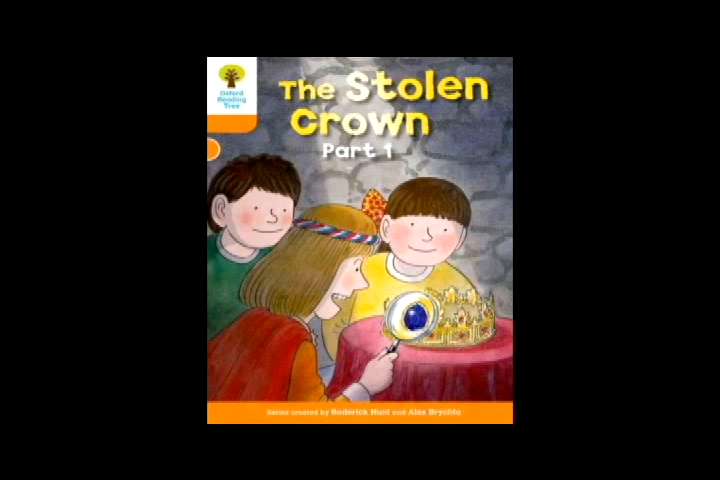 Oxford
Reading
Tree
The Stolen
Crown
Part 1
Series created by Roderick Hunt and Alex Brychta